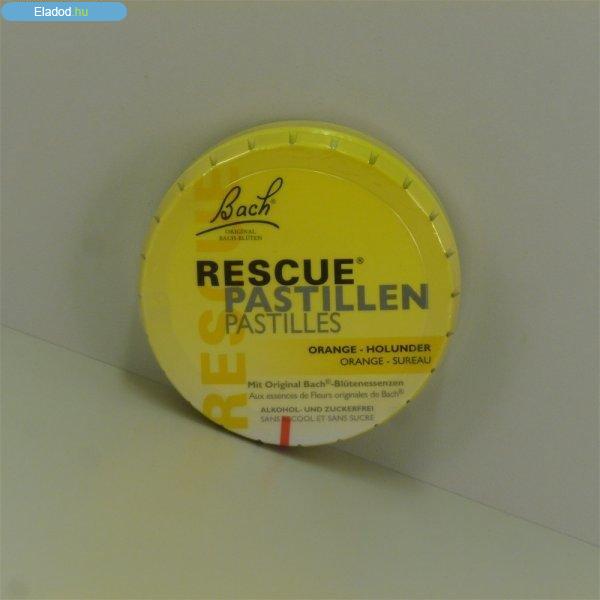 Eladod.hu
RESCUE
Bach®
ORIGINAL
BACH-BLÜTEN
RESCUE®
PASTILLEN
PASTILLES
ORANGE - HOLUNDER
ORANGE - SUREAU
Mit Original Bach®-Blütenessenzen
Aux essences de Fleurs originales de Bach®
ALKOHOL- UND ZUCKERFREI
SANS ALCOOL ET SANS SUCRE